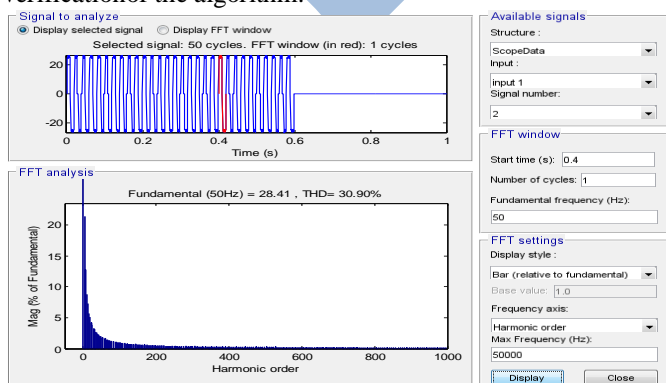 verification of the algorithm.
Signal to analyze
Display selected signal Display FFT window
Selected signal: 50 cycles. FFT window (in red): 1 cycles
20
0
-20
0 0.2 0.4 0.6 0.8 1
Time (s)
FFT analysis
Fundamental (50Hz) = 28.41 , THD= 30.90%
Mag (% of Fundamental)
20
15
10
5
0
0 200 400 600 800 1000
Harmonic order
Available signals
Structure :
ScopeData
Input :
input 1
Signal number:
2
FFT window
Start time (s): 0.4
Number of cycles: 1
Fundamental frequency (Hz):
50
FFT settings
Display style :
Bar (relative to fundamental)
Base value: 1.0
Frequency axis:
Harmonic order
Max Frequency (Hz):
50000
Display Close